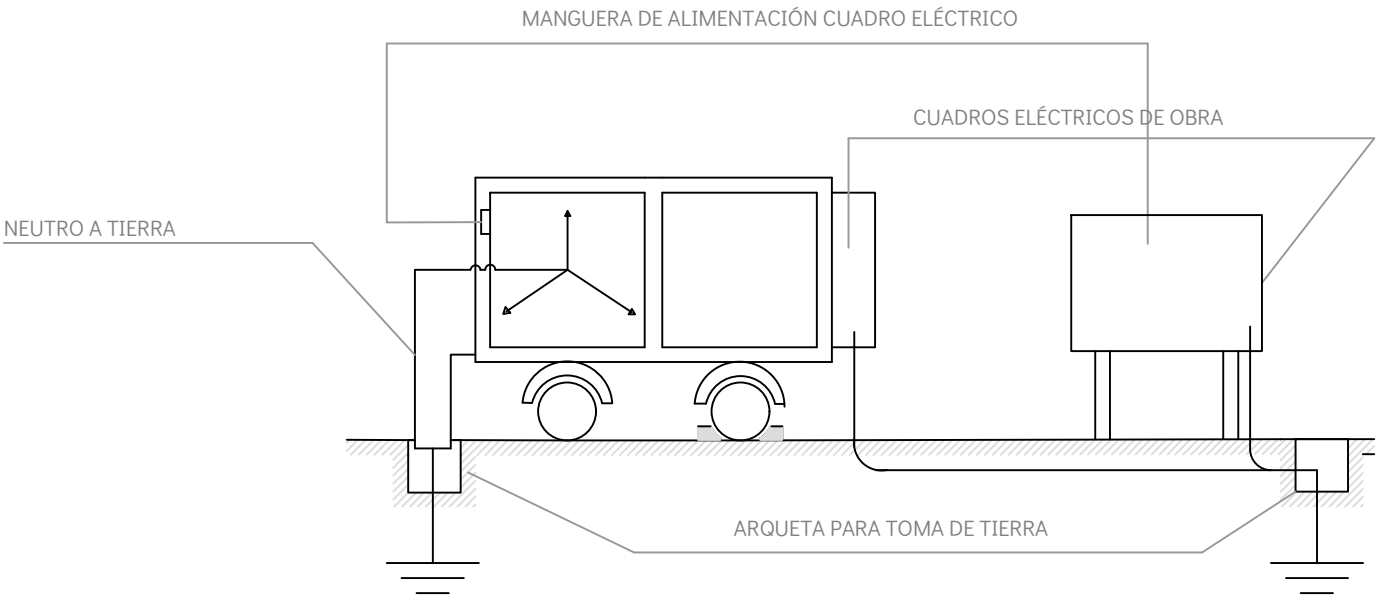 MANGUERA DE ALIMENTACIÓN CUADRO ELÉCTRICO
CUADROS ELÉCTRICOS DE OBRA
NEUTRO A TIERRA
ARQUETA PARA TOMA DE TIERRA